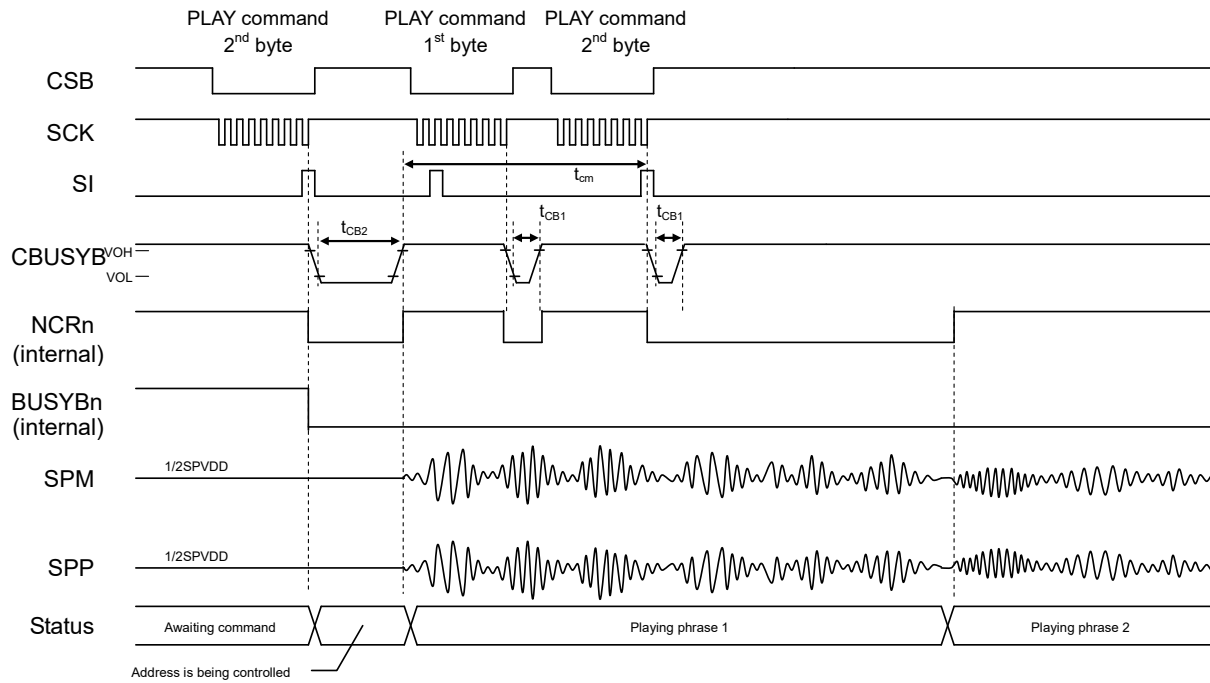 PLAY command PLAY command PLAY command
2nd byte 1st byte 2nd byte
CSB
SCK
SI
tcm
tCB2 tCB1 tCB1
CBUSYB VOH
VOL
NCRn
(internal)
BUSYBn
(internal)
SPM 1/2SPVDD
SPP 1/2SPVDD
Status Awaiting command Playing phrase 1 Playing phrase 2
Address is being controlled